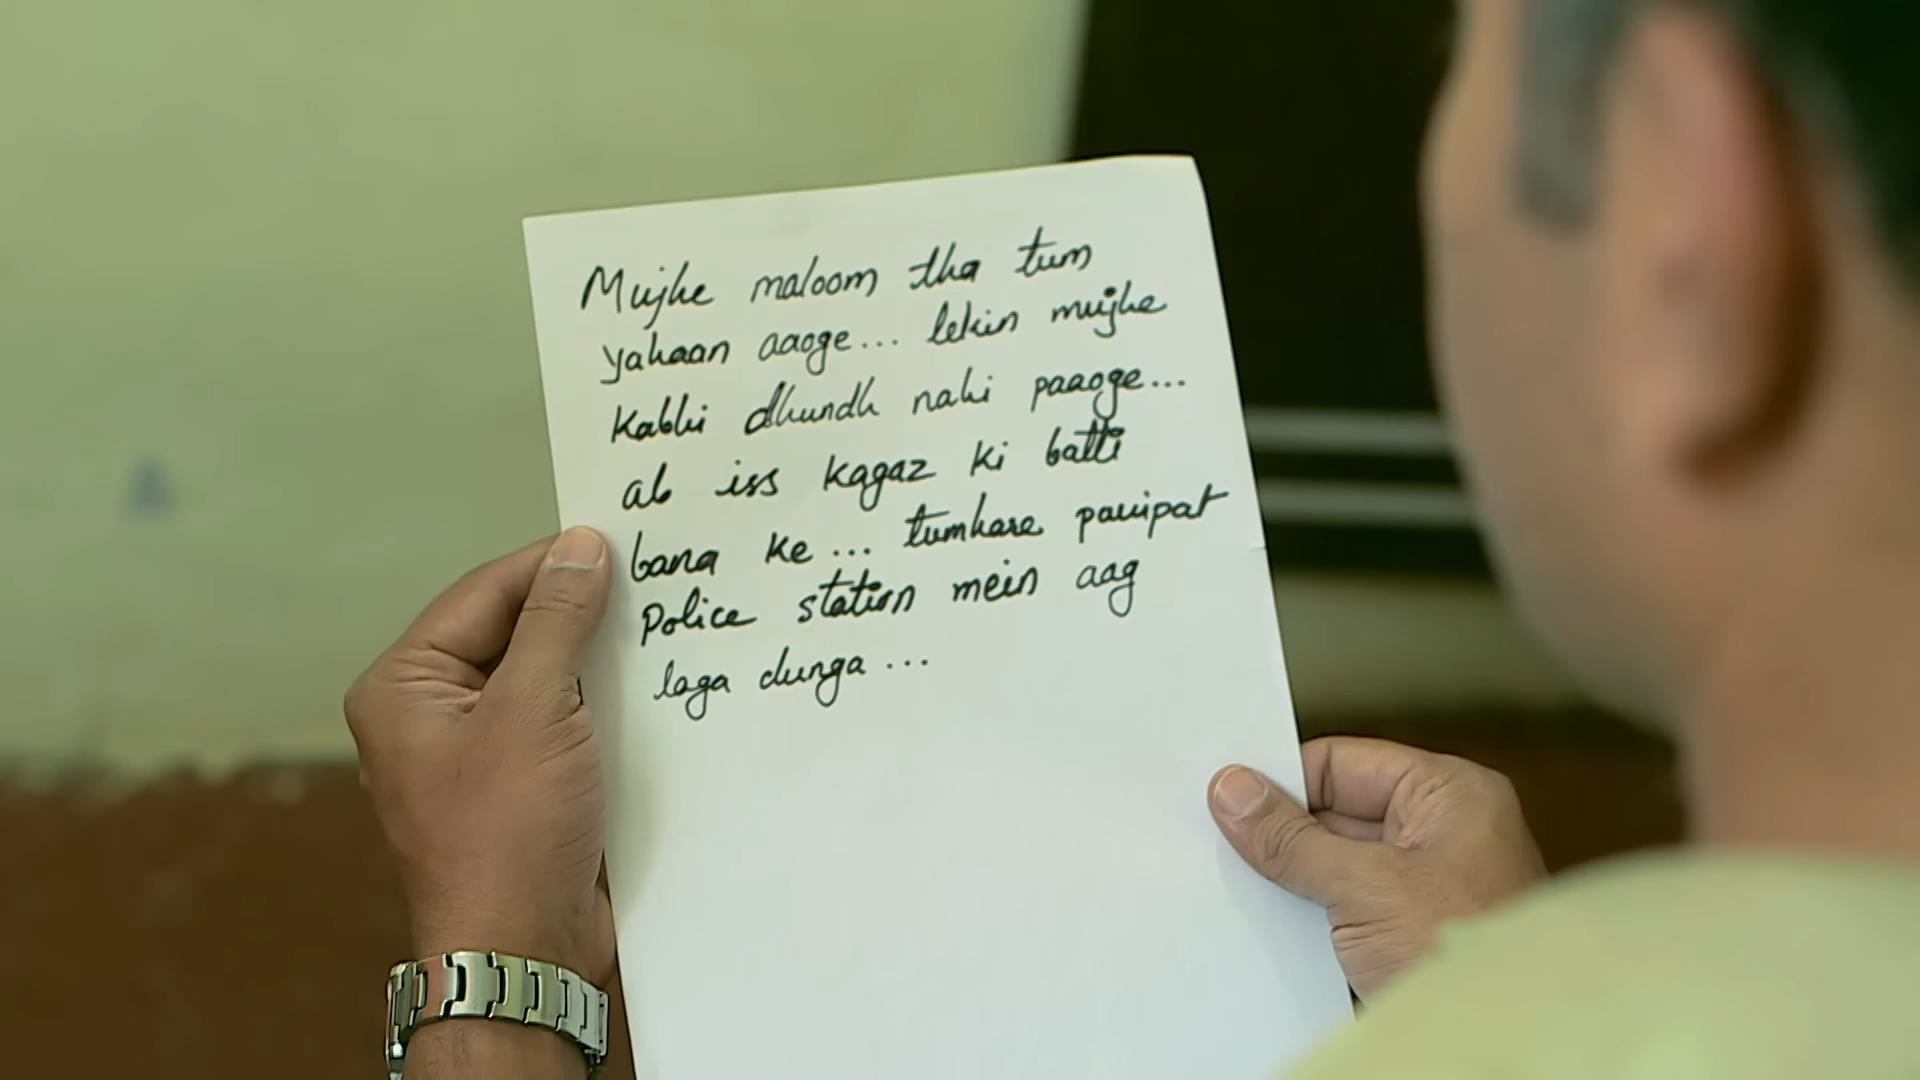 Mujhe maloom tha tum
yahaan aaoge... lekin mujhe
kabhi dhundh nahi paaoge...
ab iss kagaz ki batti
bana ke... tumhare panipat
police station mein aag
laga dunga...